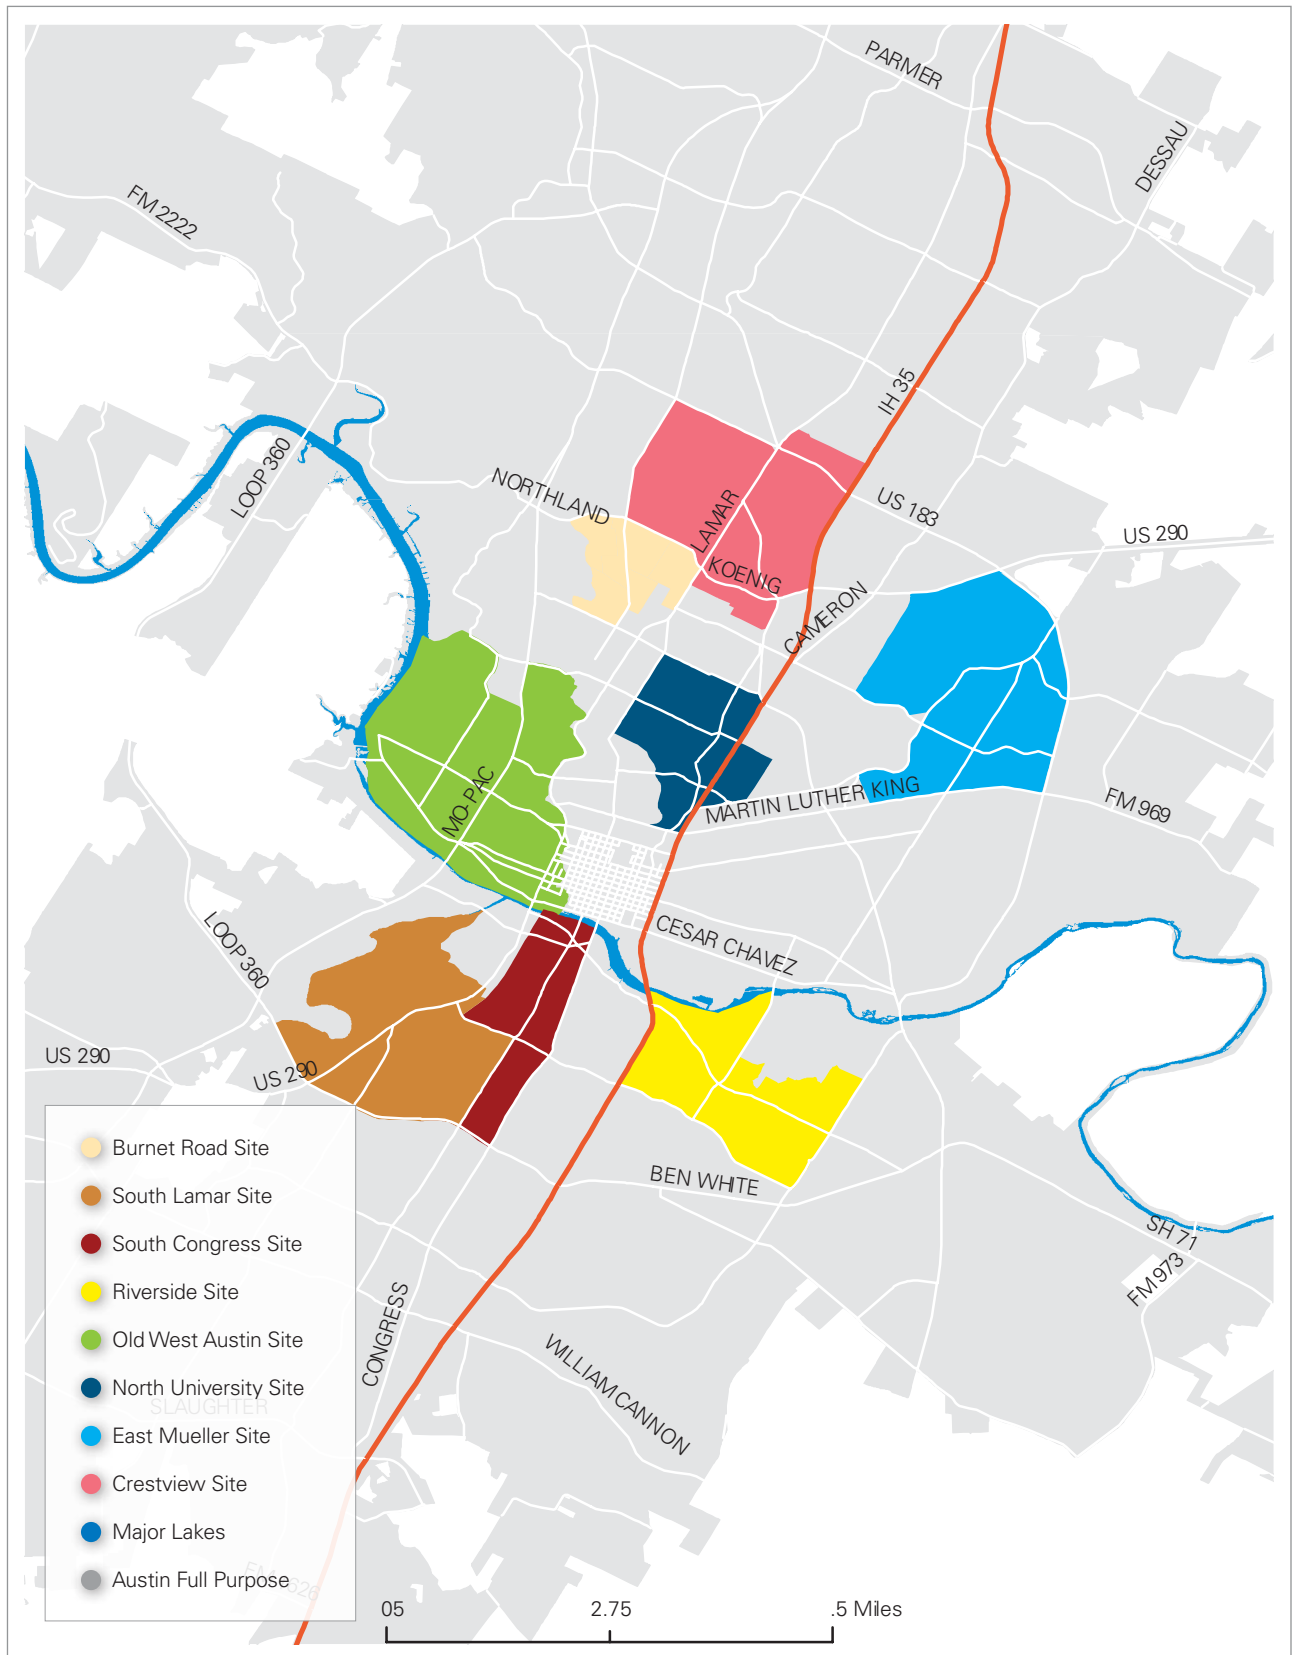 PARMER
DESSAU
FM 2222
IH 35
LOOP 360
NORTHLAND
LAMAR
US 183
US 290
KOENIG
CAMERON
MO-PAC
MARTIN LUTHER KING
FM 969
LOOP 360
CESAR CHAVEZ
US 290
US 290
BEN WHITE
SH 71
FM 973
CONGRESS
WILLIAM CANNON
Burnet Road Site
South Lamar Site
South Congress Site
Riverside Site
Old West Austin Site
North University Site
SLAUGHTER
East Mueller Site
Crestview Site
Major Lakes
Austin Full Purpose
FM 1626
05 2.75 .5 Miles